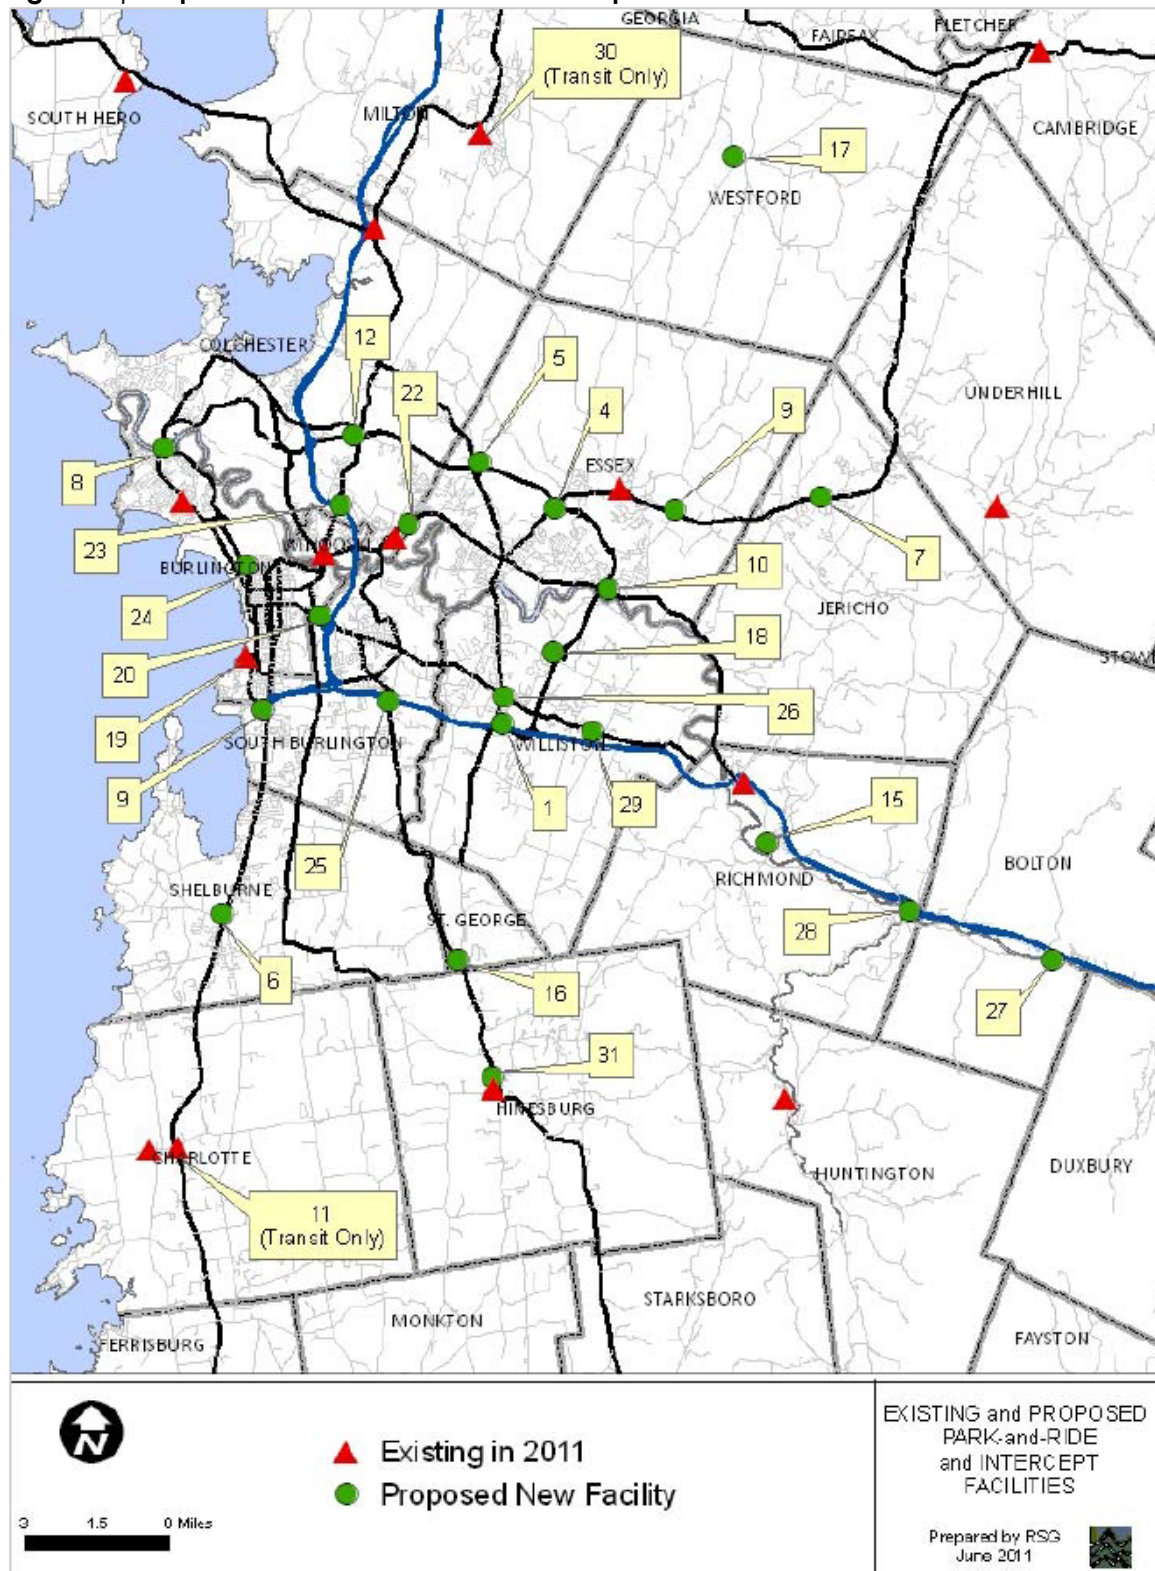 GEORGIA
FLETCHER
FAIRFAX
30
(Transit Only)
SOUTH HERO
MILTON
CAMBRIDGE
17
WESTFORD
COLCHESTER
12
5
22
4
9
UNDERHILL
8
ESSEX
23
WINOOSKI
7
BURLINGTON
10
24
JERICHO
18
20
STOWE
19
26
SOUTH BURLINGTON
WILLISTON
9
1
29
15
25
BOLTON
SHELBURNE
RICHMOND
ST. GEORGE
28
6
16
27
31
HINESBURG
CHARLOTTE
HUNTINGTON
DUXBURY
11
(Transit Only)
STARKSBORO
MONKTON
FERRISBURG
FAYSTON
N
Existing in 2011
Proposed New Facility
3 1.5 0 Miles
EXISTING and PROPOSED
PARK-and-RIDE
and INTERCEPT
FACILITIES
Prepared by RSG
June 2011